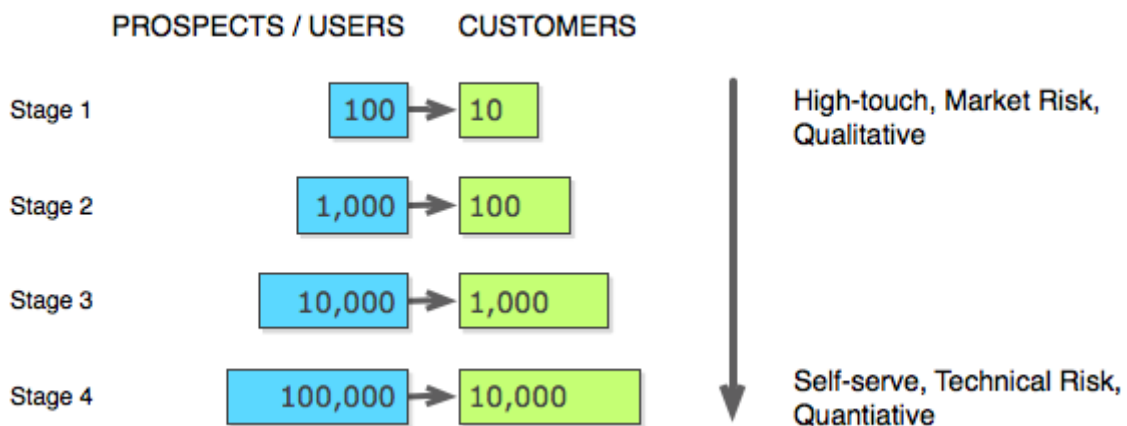 PROSPECTS / USERS CUSTOMERS
Stage 1 100 10 High-touch, Market Risk,
Qualitative
Stage 2 1,000 100
Stage 3 10,000 1,000
Stage 4 100,000 10,000 Self-serve, Technical Risk,
Quantiative